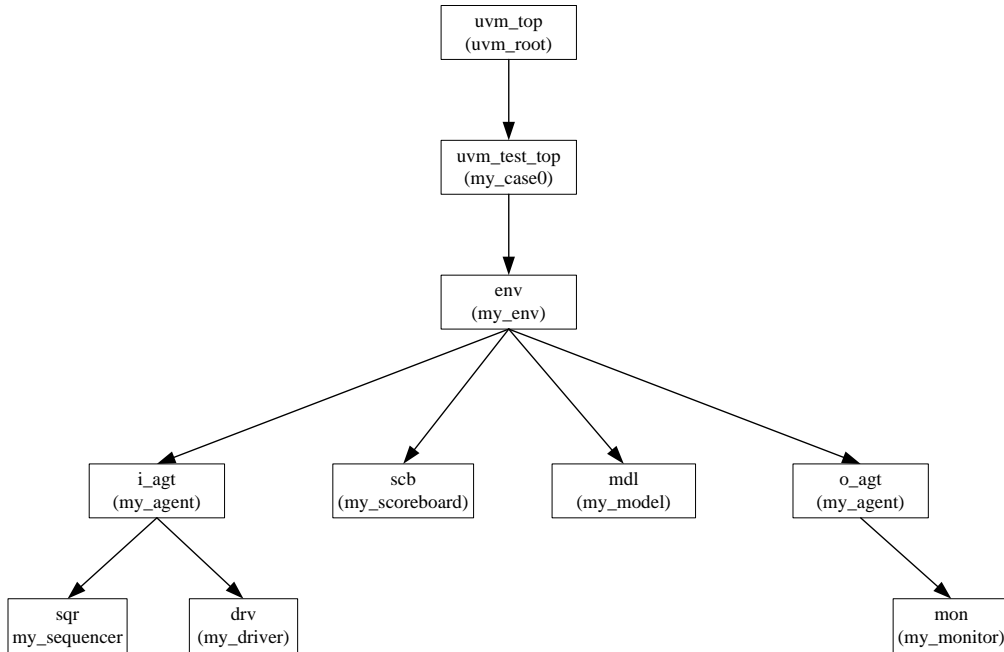 uvm_top
(uvm_root)
uvm_test_top
(my_case0)
env
(my_env)
i_agt
(my_agent)
scb
(my_scoreboard)
mdl
(my_model)
o_agt
(my_agent)
sqr
my_sequencer
drv
(my_driver)
mon
(my_monitor)